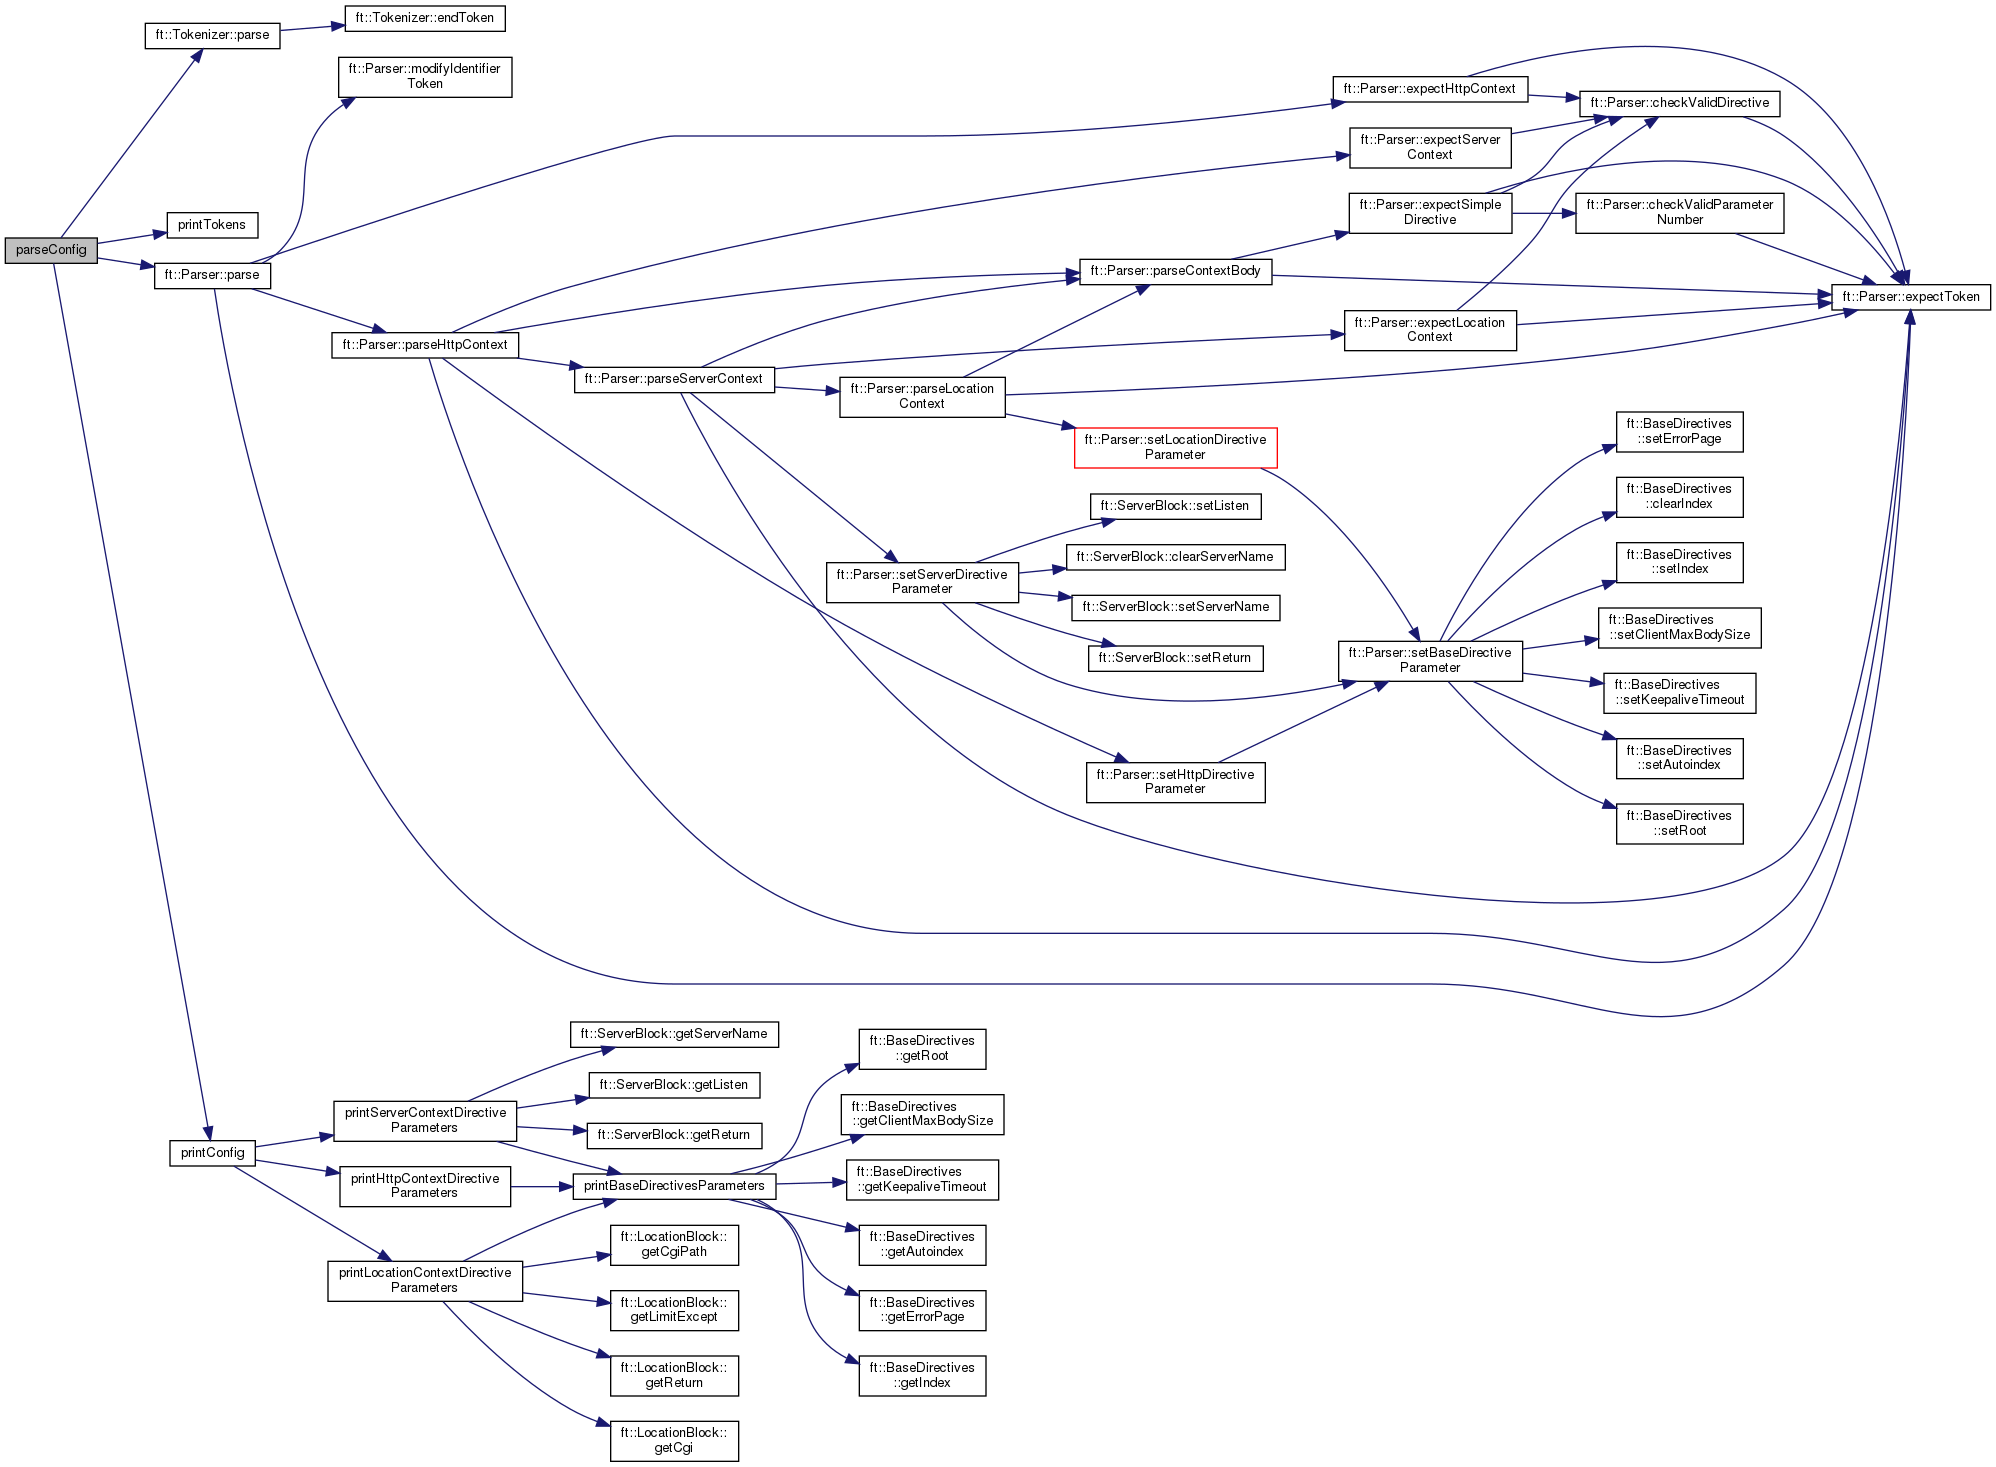 parseConfig
ft::Tokenizer::parse
ft::Tokenizer::endToken
printTokens
ft::Parser::parse
ft::Parser::modifyIdentifier
Token
ft::Parser::expectHttpContext
ft::Parser::checkValidDirective
ft::Parser::expectServer
Context
ft::Parser::expectSimple
Directive
ft::Parser::checkValidParameter
Number
ft::Parser::parseContextBody
ft::Parser::expectToken
ft::Parser::expectLocation
Context
ft::Parser::parseHttpContext
ft::Parser::parseServerContext
ft::Parser::parseLocation
Context
ft::Parser::setLocationDirective
Parameter
ft::ServerBlock::setListen
ft::ServerBlock::clearServerName
ft::Parser::setServerDirective
Parameter
ft::ServerBlock::setServerName
ft::ServerBlock::setReturn
ft::Parser::setHttpDirective
Parameter
ft::Parser::setBaseDirective
Parameter
ft::BaseDirectives
::setErrorPage
ft::BaseDirectives
::clearIndex
ft::BaseDirectives
::setIndex
ft::BaseDirectives
::setClientMaxBodySize
ft::BaseDirectives
::setKeepaliveTimeout
ft::BaseDirectives
::setAutoindex
ft::BaseDirectives
::setRoot
printConfig
printServerContextDirective
Parameters
printHttpContextDirective
Parameters
printLocationContextDirective
Parameters
ft::ServerBlock::getServerName
ft::ServerBlock::getListen
ft::ServerBlock::getReturn
printBaseDirectivesParameters
ft::LocationBlock::
getCgiPath
ft::LocationBlock::
getLimitExcept
ft::LocationBlock::
getReturn
ft::LocationBlock::
getCgi
ft::BaseDirectives
::getRoot
ft::BaseDirectives
::getClientMaxBodySize
ft::BaseDirectives
::getKeepaliveTimeout
ft::BaseDirectives
::getAutoindex
ft::BaseDirectives
::getErrorPage
ft::BaseDirectives
::getIndex